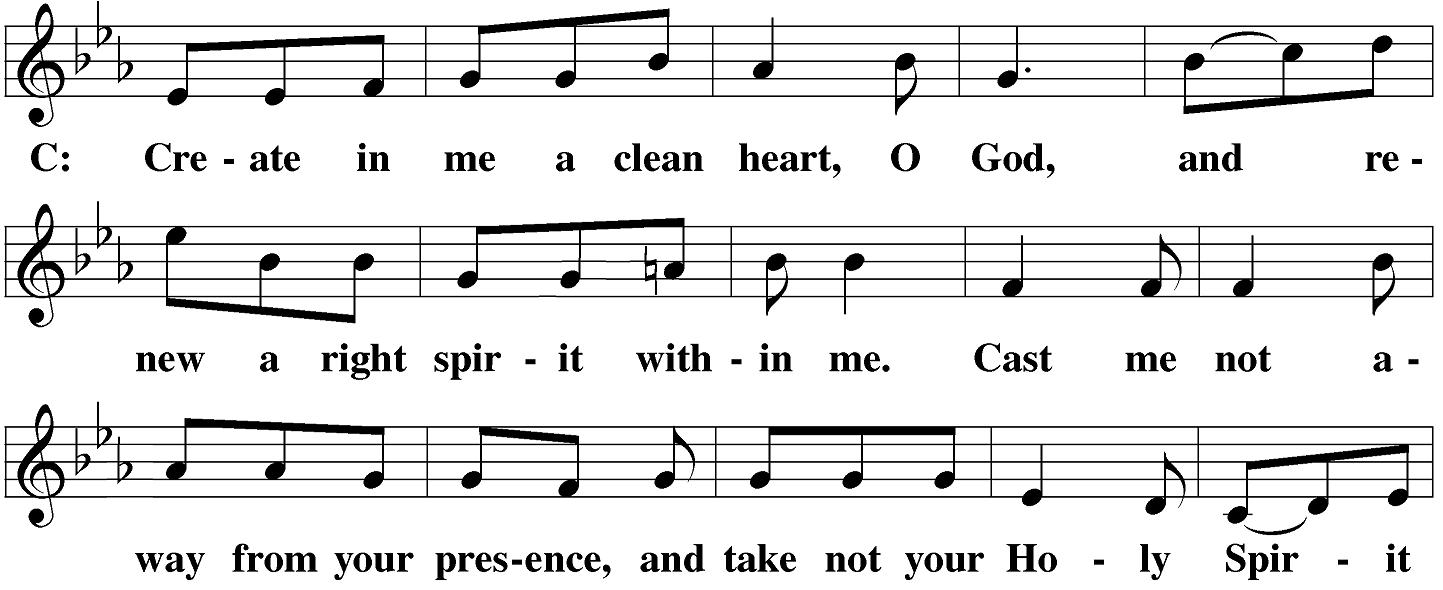 C: Cre - ate in me a clean heart, O God, and re -
new a right spir - it with - in me. Cast me not a -
way from your pres - ence, and take not your Ho - ly Spir - it